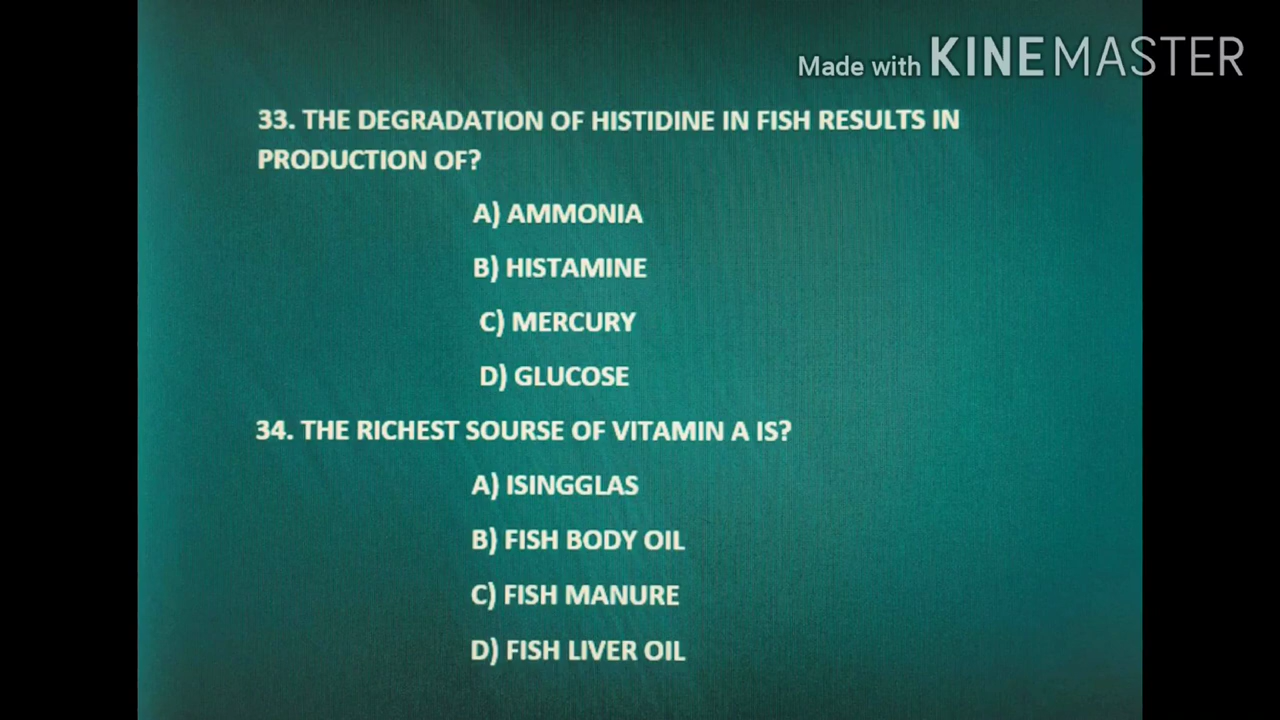 Made with KINEMASTER
33. THE DEGRADATION OF HISTIDINE IN FISH RESULTS IN
PRODUCTION OF?
A) AMMONIA
B) HISTAMINE
C) MERCURY
D) GLUCOSE
34. THE RICHEST SOURSE OF VITAMIN A IS?
A) ISINGGLAS
B) FISH BODY OIL
C) FISH MANURE
D) FISH LIVER OIL